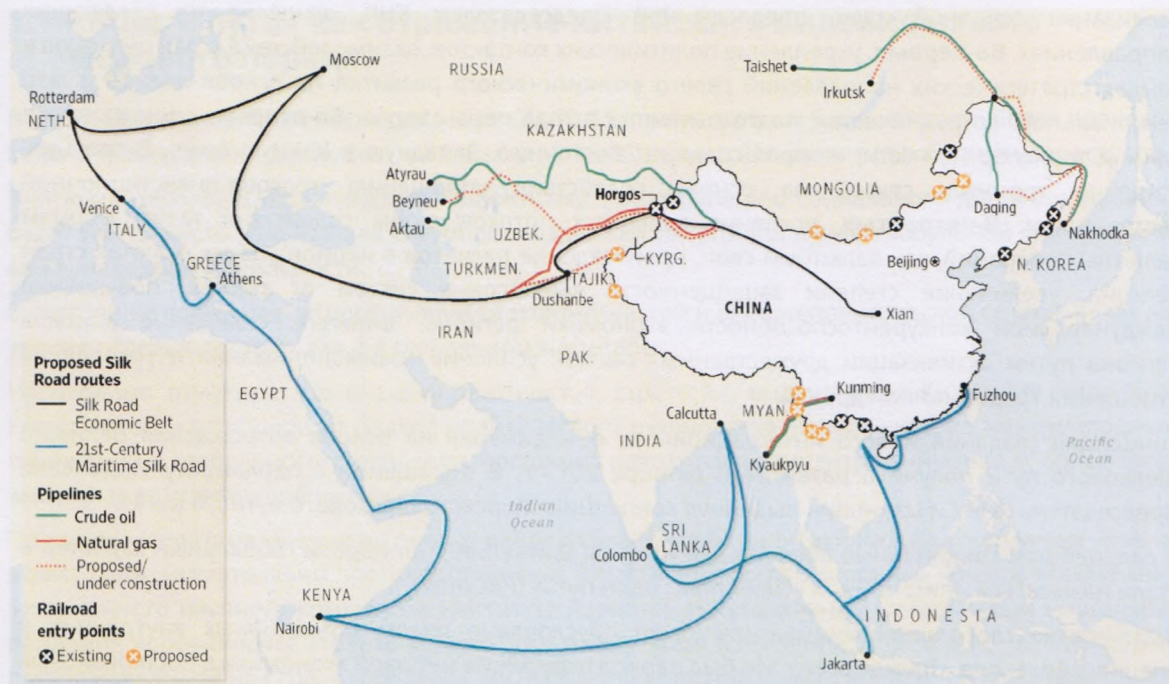 Moscow
RUSSIA
Taishet
Irkutsk
Rotterdam
NETH.
KAZAKHSTAN
Atyrau
Beyneu
Aktau
Horgos
MONGOLIA
Daqing
Venice
ITALY
UZBEK.
KYRG.
Beijing
Nakhodka
N. KOREA
GREECE
Athens
TURKMEN.
TAJIK.
Dushanbe
CHINA
Xian
IRAN
PAK.
Proposed Silk
Road routes
Silk Road
Economic Belt
21st-Century
Maritime Silk Road
Pipelines
Crude oil
Natural gas
Proposed/
under construction
Railroad
entry points
Existing
Proposed
EGYPT
Calcutta
MYAN.
Kunming
Fuzhou
INDIA
Kyaukpyu
Pacific
Ocean
Indian
Ocean
SRI
LANKA
Colombo
KENYA
Nairobi
INDONESIA
Jakarta